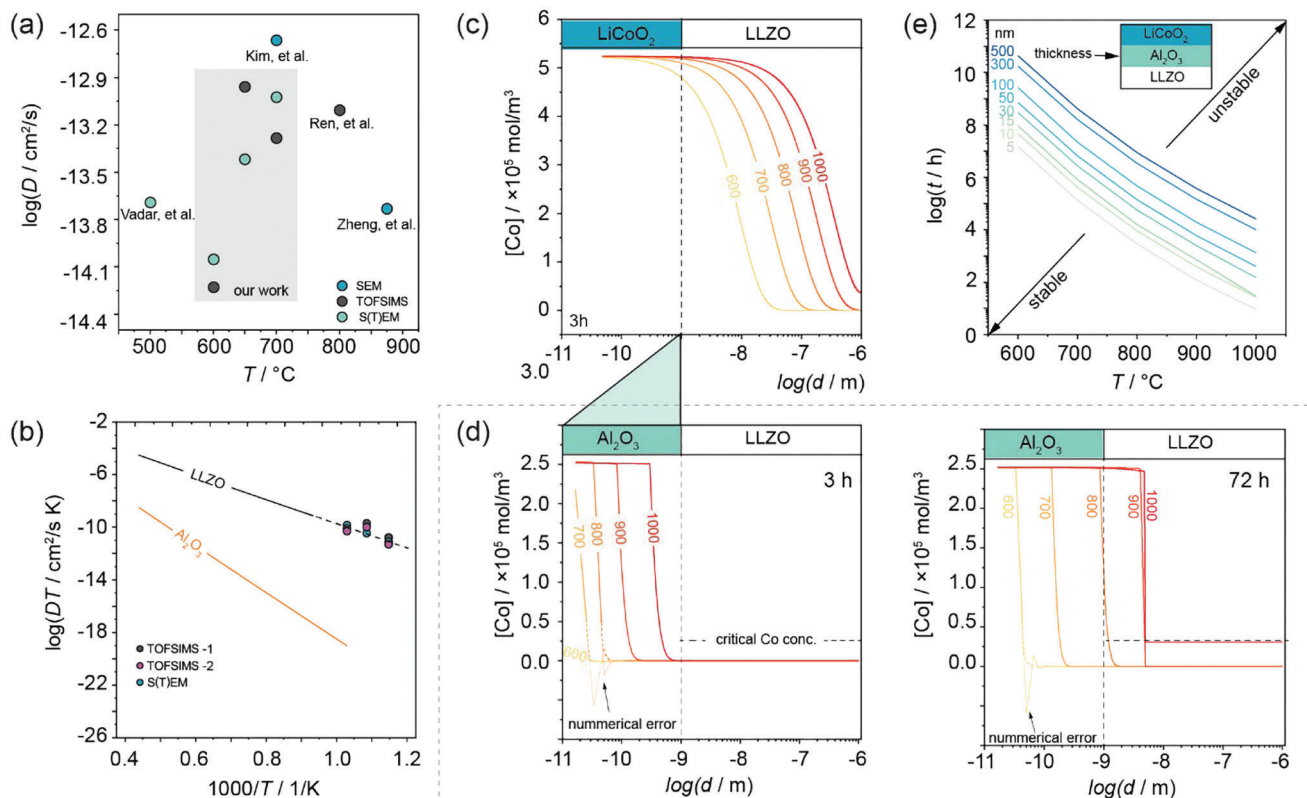 (a)
log(D / cm²/s)
-12.6
-12.9
-13.2
-13.5
-13.8
-14.1
-14.4
Kim, et al.
Ren, et al.
Vadar, et al.
Zheng, et al.
our work
SEM
TOFSIMS
S(T)EM
500
600
700
800
900
T / °C
(b)
log(DT / cm²/s K)
-2
-6
-10
-14
-18
-22
-26
LLZO
Al₂O₃
TOFSIMS -1
TOFSIMS -2
S(T)EM
0.4
0.6
0.8
1.0
1.2
1000/T / 1/K
(c)
LiCoO₂
LLZO
[Co] / ×10⁵ mol/m³
6
5
4
3
2
1
0
600
700
800
900
1000
3h
-11
-10
-9
-8
-7
-6
log(d / m)
3.0
(d)
Al₂O₃
LLZO
3 h
[Co] / ×10⁵ mol/m³
2.5
2.0
1.5
1.0
0.5
0.0
600
700
800
900
1000
critical Co conc.
nummerical error
-11
-10
-9
-8
-7
-6
log(d / m)
Al₂O₃
LLZO
72 h
[Co] / ×10⁵ mol/m³
2.5
2.0
1.5
1.0
0.5
0.0
600
700
800
900
1000
nummerical error
-11
-10
-9
-8
-7
-6
log(d / m)
(e)
log(t / h)
12
10
8
6
4
2
0
nm
500
300
100
50
30
15
10
5
thickness
LiCoO₂
Al₂O₃
LLZO
unstable
stable
600
700
800
900
1000
T / °C